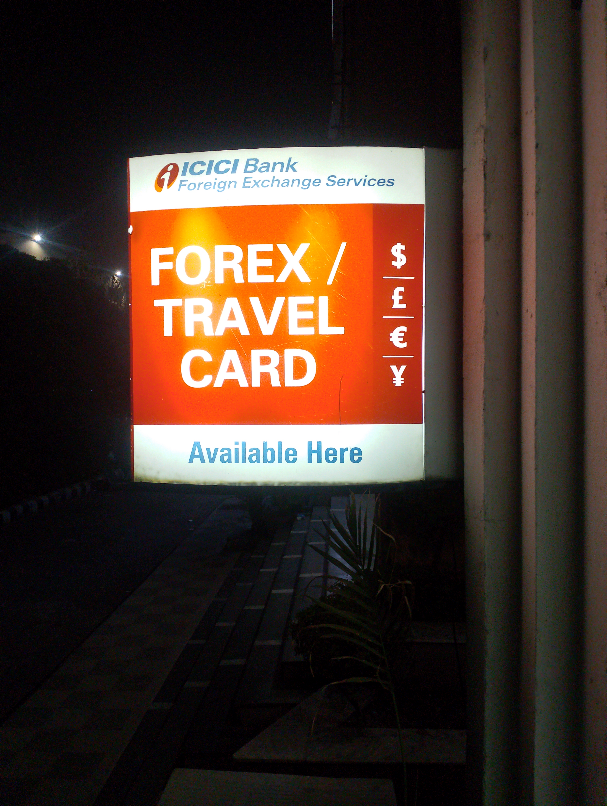 ICICI Bank
Foreign Exchange Services
FOREX /
TRAVEL
CARD
$
£
€
¥
Available Here